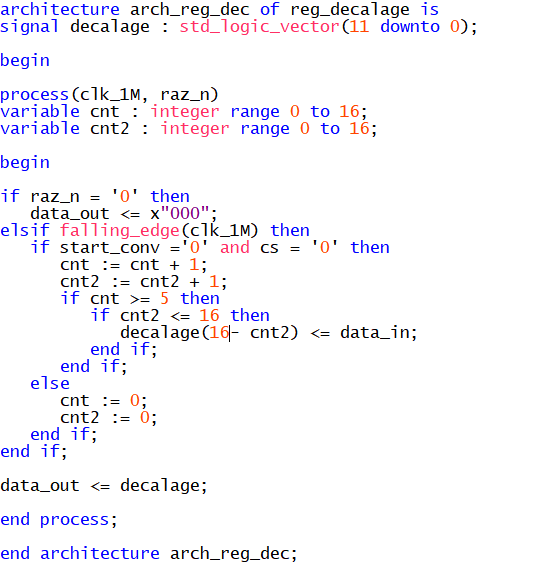 architecture arch_reg_dec of reg_decalage is
signal decalage : std_logic_vector(11 downto 0);
begin
process(clk_1M, raz_n)
variable cnt : integer range 0 to 16;
variable cnt2 : integer range 0 to 16;
begin
if raz_n = '0' then
data_out <= x"000";
elsif falling_edge(clk_1M) then
if start_conv ='0' and cs = '0' then
cnt := cnt + 1;
cnt2 := cnt2 + 1;
if cnt >= 5 then
if cnt2 <= 16 then
decalage(16- cnt2) <= data_in;
end if;
end if;
else
cnt := 0;
cnt2 := 0;
end if;
end if;
data_out <= decalage;
end process;
end architecture arch_reg_dec;